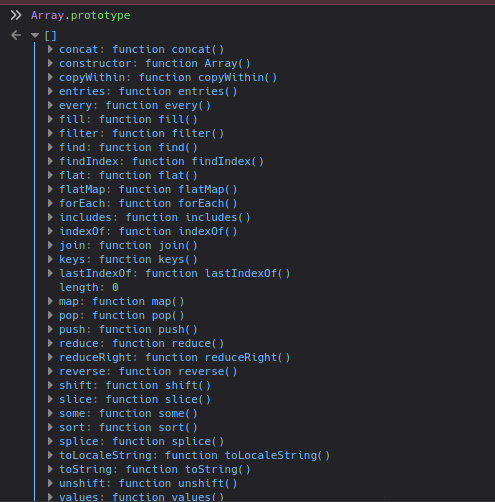 Array.prototype
[]
concat: function concat()
constructor: function Array()
copyWithin: function copyWithin()
entries: function entries()
every: function every()
fill: function fill()
filter: function filter()
find: function find()
findIndex: function findIndex()
flat: function flat()
flatMap: function flatMap()
forEach: function forEach()
includes: function includes()
indexOf: function indexOf()
join: function join()
keys: function keys()
lastIndexOf: function lastIndexOf()
length: 0
map: function map()
pop: function pop()
push: function push()
reduce: function reduce()
reduceRight: function reduceRight()
reverse: function reverse()
shift: function shift()
slice: function slice()
some: function some()
sort: function sort()
splice: function splice()
toLocaleString: function toLocaleString()
toString: function toString()
unshift: function unshift()
values: function values()